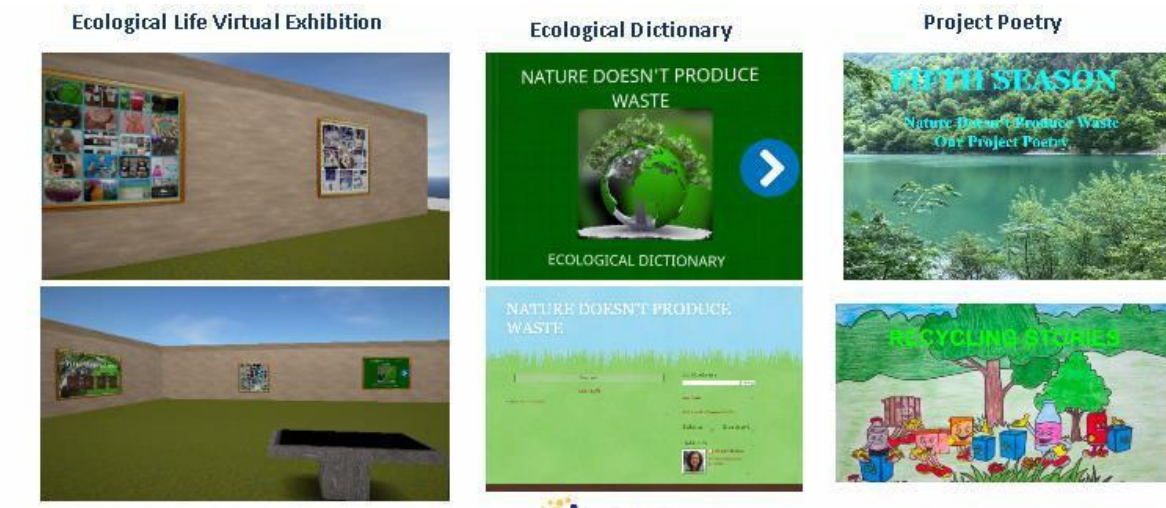 Ecological Life Virtual Exhibition
Ecological Dictionary
Project Poetry
NATURE DOESN'T PRODUCE
WASTE
ECOLOGICAL DICTIONARY
NATURE DOESN'T PRODUCE
WASTE
FIFTH SEASON
Nature Doesn't Produce Waste
Our Project Poetry
RECYCLING STORIES